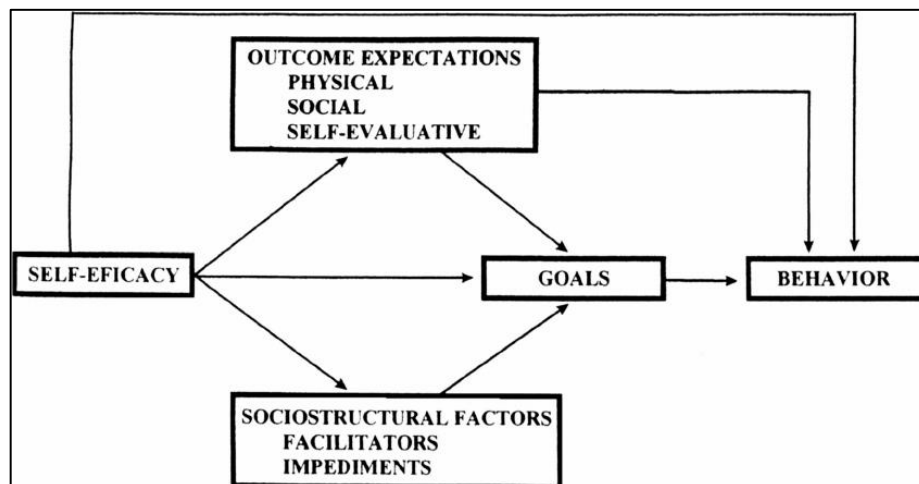 OUTCOME EXPECTATIONS
PHYSICAL
SOCIAL
SELF-EVALUATIVE
SELF-EFICACY
GOALS
BEHAVIOR
SOCIOSTRUCTURAL FACTORS
FACILITATORS
IMPEDIMENTS